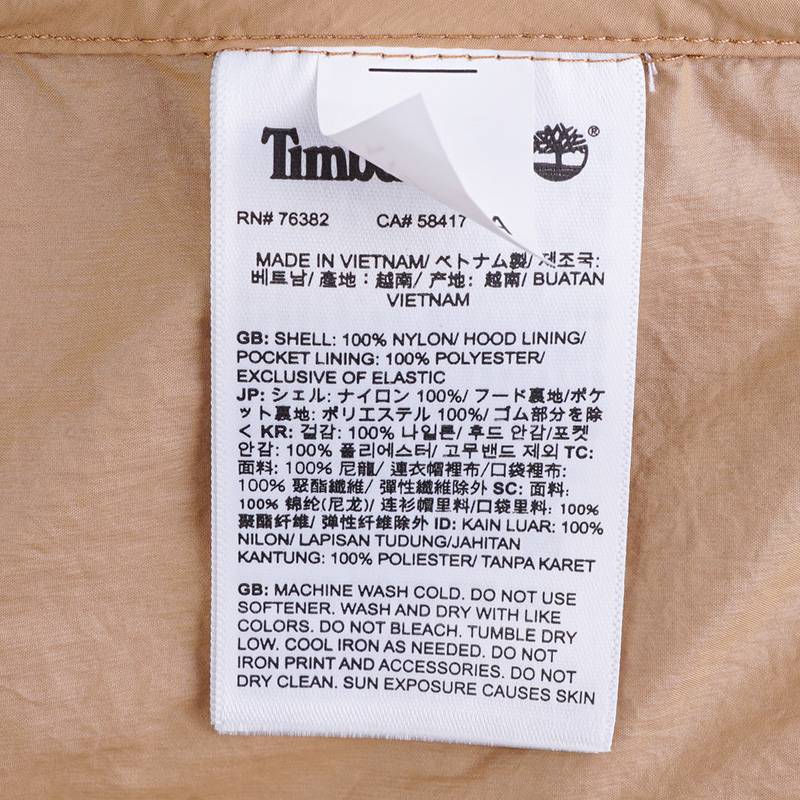 RN# 76382 CA# 58417
MADE IN VIETNAM/ ベトナム製/ 제조국:
베트남/ 產地: 越南/ 产地: 越南/ BUATAN
VIETNAM
GB: SHELL: 100% NYLON/ HOOD LINING/
POCKET LINING: 100% POLYESTER/
EXCLUSIVE OF ELASTIC
JP: シェル: ナイロン 100%/ フード裏地/ポケ
ット裏地: ポリエステル 100%/ ゴム部分を除
く KR: 겉감: 100% 나일론/ 후드 안감/포켓
안감: 100% 폴리에스터/ 고무밴드 제외 TC:
面料: 100% 尼龍/ 連衣帽裡布/口袋裡布:
100% 聚酯纖維/ 彈性纖維除外 SC: 面料:
100% 锦纶(尼龙)/ 连衫帽里料/口袋里料: 100%
聚酯纤维/ 弹性纤维除外 ID: KAIN LUAR: 100%
NILON/ LAPISAN TUDUNG/JAHITAN
KANTUNG: 100% POLIESTER/ TANPA KARET
GB: MACHINE WASH COLD. DO NOT USE
SOFTENER. WASH AND DRY WITH LIKE
COLORS. DO NOT BLEACH. TUMBLE DRY
LOW. COOL IRON AS NEEDED. DO NOT
IRON PRINT AND ACCESSORIES. DO NOT
DRY CLEAN. SUN EXPOSURE CAUSES SKIN